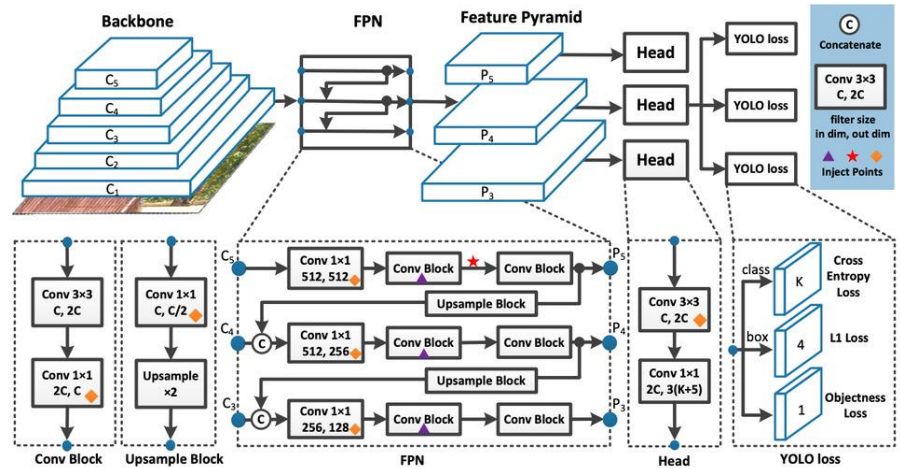 Backbone
FPN
Feature Pyramid
C5
C4
C3
C2
C1
P5
P4
P3
Head
Head
Head
YOLO loss
YOLO loss
YOLO loss
C
Concatenate
Conv 3×3
C, 2C
filter size
in dim, out dim
Inject Points
Conv 3×3
C, 2C
Conv 1×1
2C, C
Conv Block
Conv 1×1
C, C/2
Upsample
×2
Upsample Block
C5
Conv 1×1
512, 512
Conv Block
Conv Block
P5
Upsample Block
C4
C
Conv 1×1
512, 256
Conv Block
Conv Block
P4
Upsample Block
C3
C
Conv 1×1
256, 128
Conv Block
Conv Block
P3
FPN
Conv 3×3
C, 2C
Conv 1×1
2C, 3(K+5)
Head
class
K
Cross
Entropy
Loss
box
4
L1 Loss
1
Objectness
Loss
YOLO loss